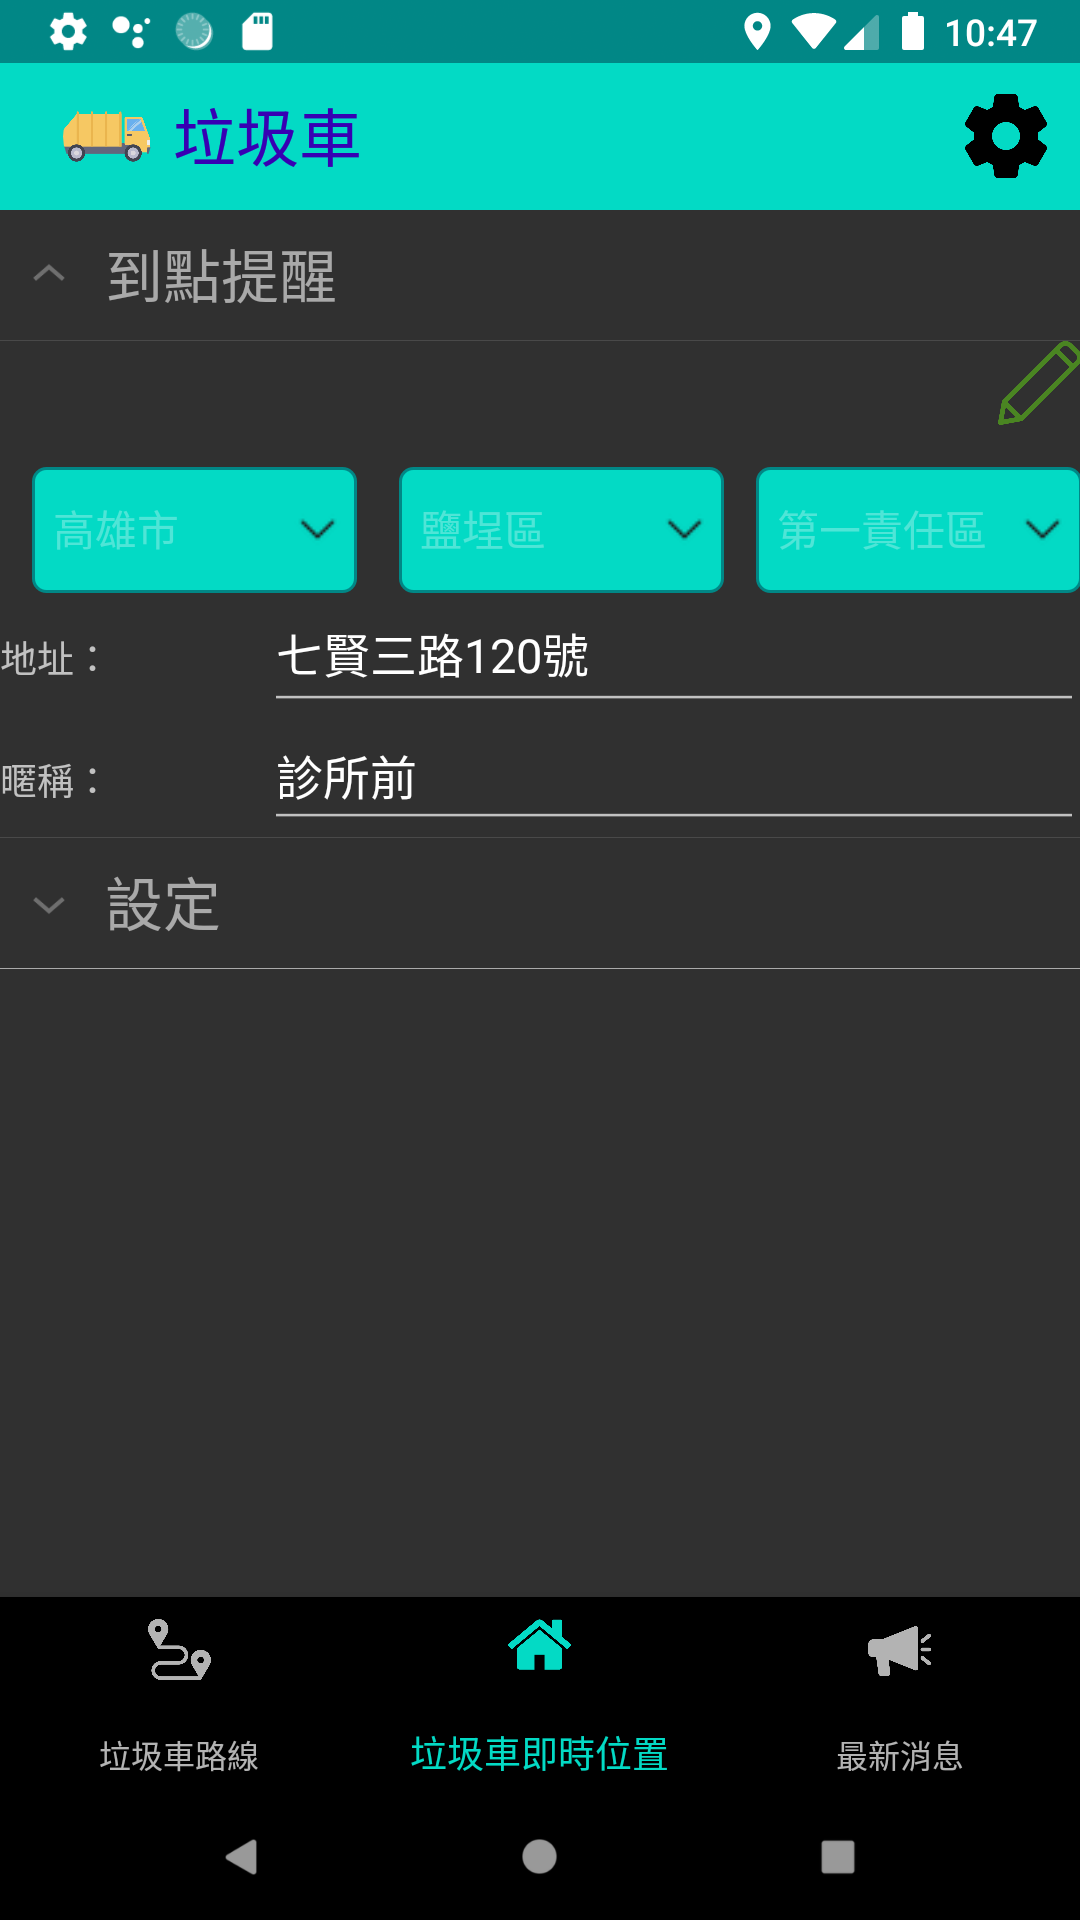 10:47
垃圾車
到點提醒
高雄市
鹽埕區
第一責任區
地址：
七賢三路120號
暱稱：
診所前
設定
垃圾車路線
垃圾車即時位置
最新消息